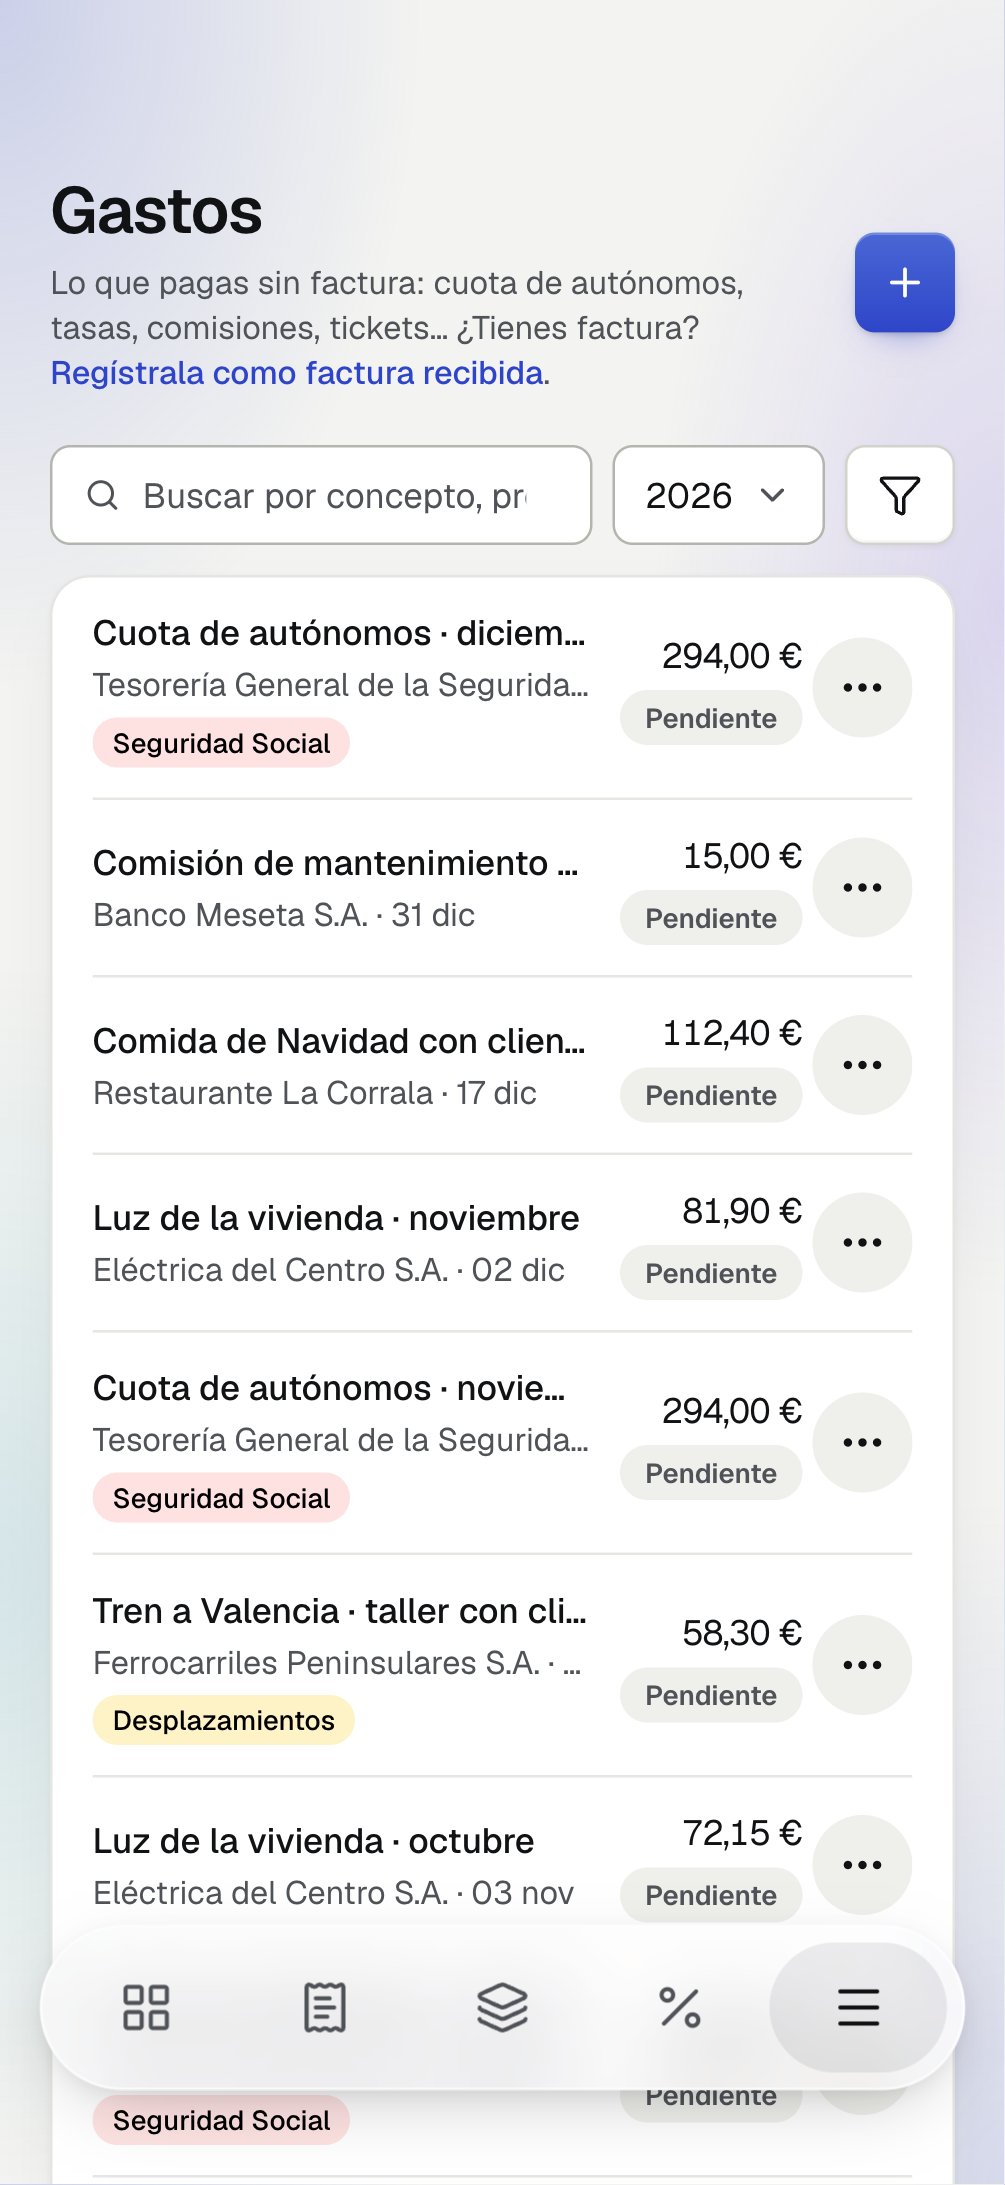 Gastos
Lo que pagas sin factura: cuota de autónomos,
tasas, comisiones, tickets... ¿Tienes factura?
Regístrala como factura recibida.
Buscar por concepto, pr
2026
Cuota de autónomos · diciem...
294,00 €
Tesorería General de la Segurida...
Pendiente
Seguridad Social
Comisión de mantenimiento ...
15,00 €
Banco Meseta S.A. · 31 dic
Pendiente
Comida de Navidad con clien...
112,40 €
Restaurante La Corrala · 17 dic
Pendiente
Luz de la vivienda · noviembre
81,90 €
Eléctrica del Centro S.A. · 02 dic
Pendiente
Cuota de autónomos · novie...
294,00 €
Tesorería General de la Segurida...
Pendiente
Seguridad Social
Tren a Valencia · taller con cli...
58,30 €
Ferrocarriles Peninsulares S.A. · ...
Pendiente
Desplazamientos
Luz de la vivienda · octubre
72,15 €
Eléctrica del Centro S.A. · 03 nov
Pendiente
Pendiente
Seguridad Social